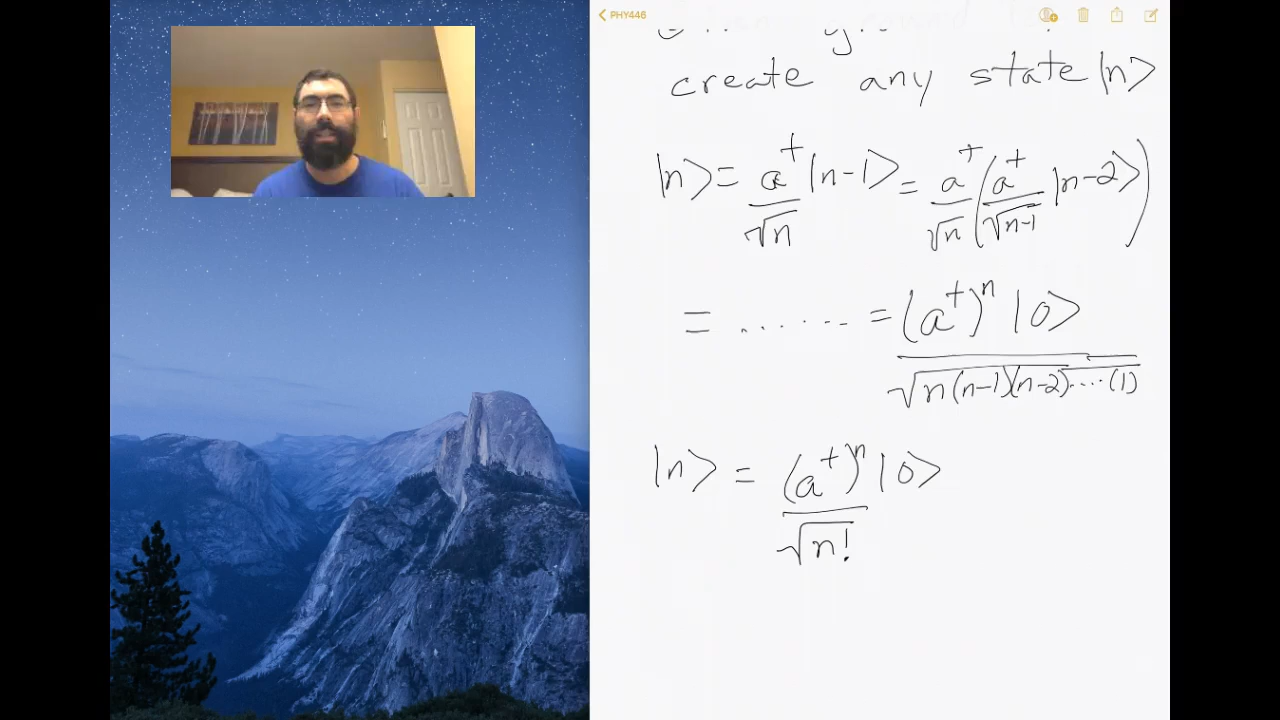 PHY446
create any state |n>
|n> = a†/√n |n-1> = a†/√n (a†/√n-1 |n-2>)
= ...... = (a†)ⁿ |0> / √n(n-1)(n-2)....(1)
|n> = (a†)ⁿ/√n! |0>